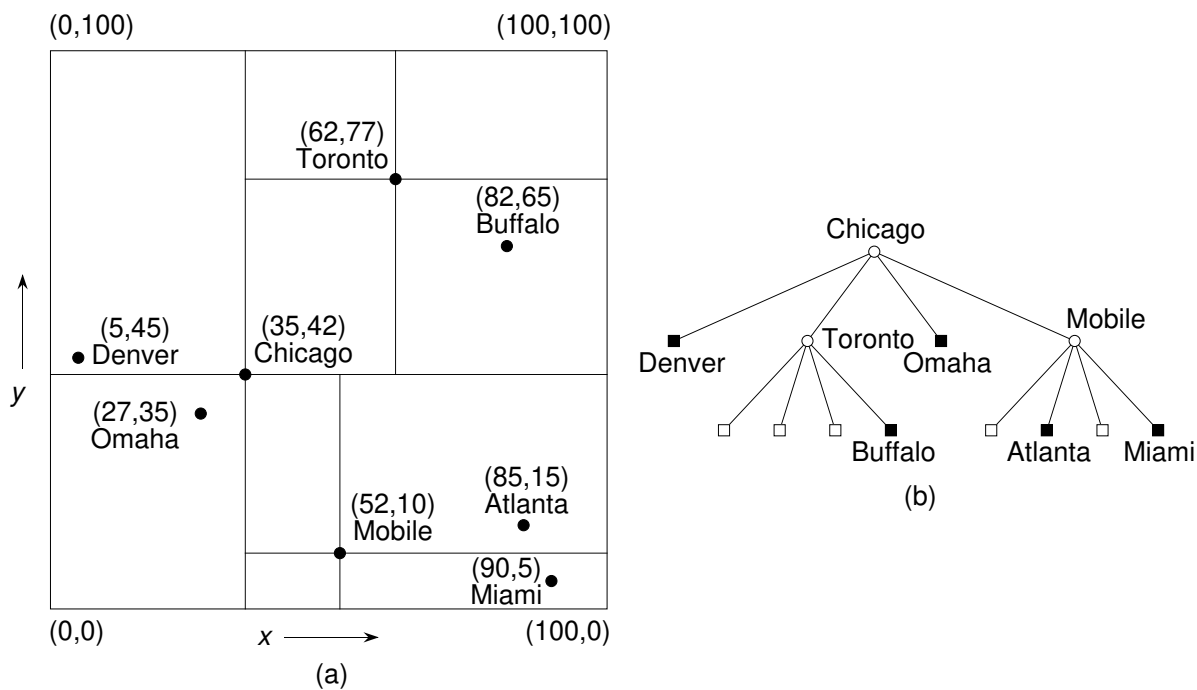 (0,100)
(100,100)
(62,77)
Toronto
(82,65)
Buffalo
(5,45)
Denver
(35,42)
Chicago
y
(27,35)
Omaha
(85,15)
Atlanta
(52,10)
Mobile
(90,5)
Miami
(0,0)
x
(100,0)
(a)
Chicago
Mobile
Denver
Toronto
Omaha
Buffalo
Atlanta
Miami
(b)